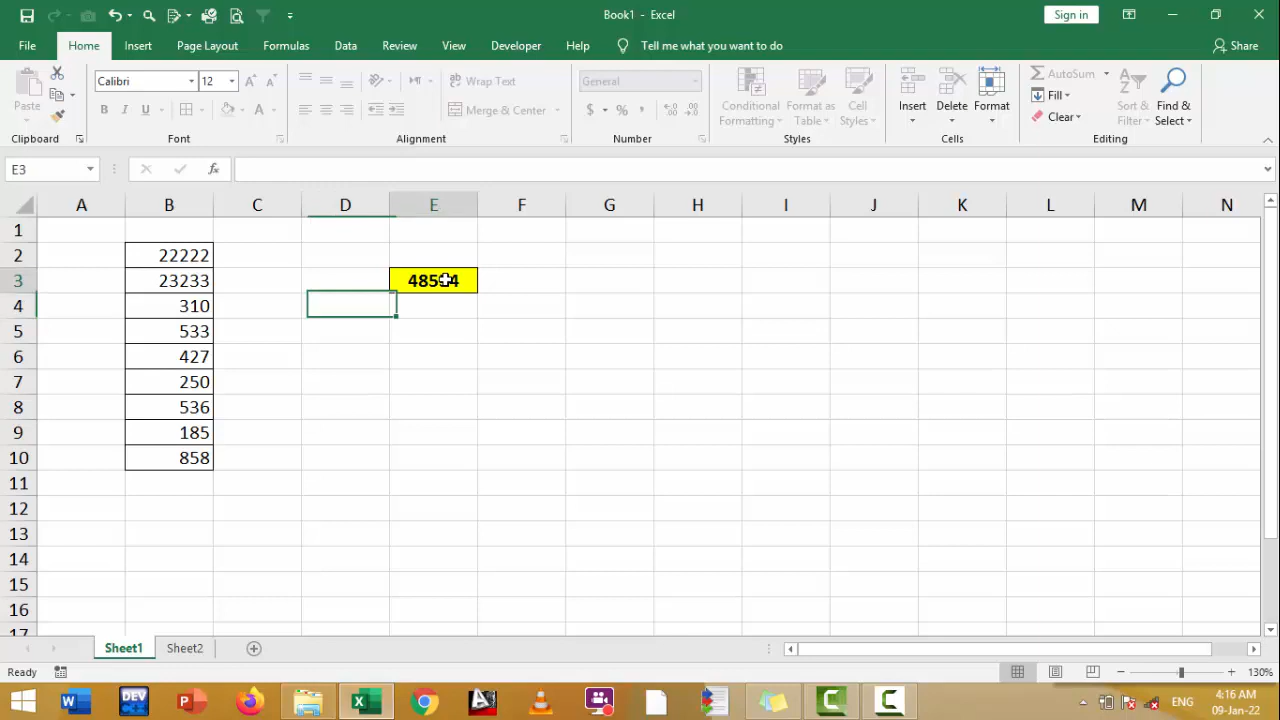 Book1 - Excel
Sign in
File Home Insert Page Layout Formulas Data Review View Developer Help Tell me what you want to do Share
Paste
Calibri 12
B I U
A
Wrap Text
Merge & Center
General
$ % ,
Conditional Formatting
Format as Table
Cell Styles
Insert Delete Format
AutoSum
Fill
Clear
Sort & Filter
Find & Select
Clipboard Font Alignment Number Styles Cells Editing
E3 fx
A B C D E F G H I J K L M N
1
2 22222
3 23233
4 310
5 533
6 427
7 250
8 536
9 185
10 858
11
12
13
14
15
16
17
Sheet1 Sheet2
Ready 130%
ENG 4:16 AM
09-Jan-22